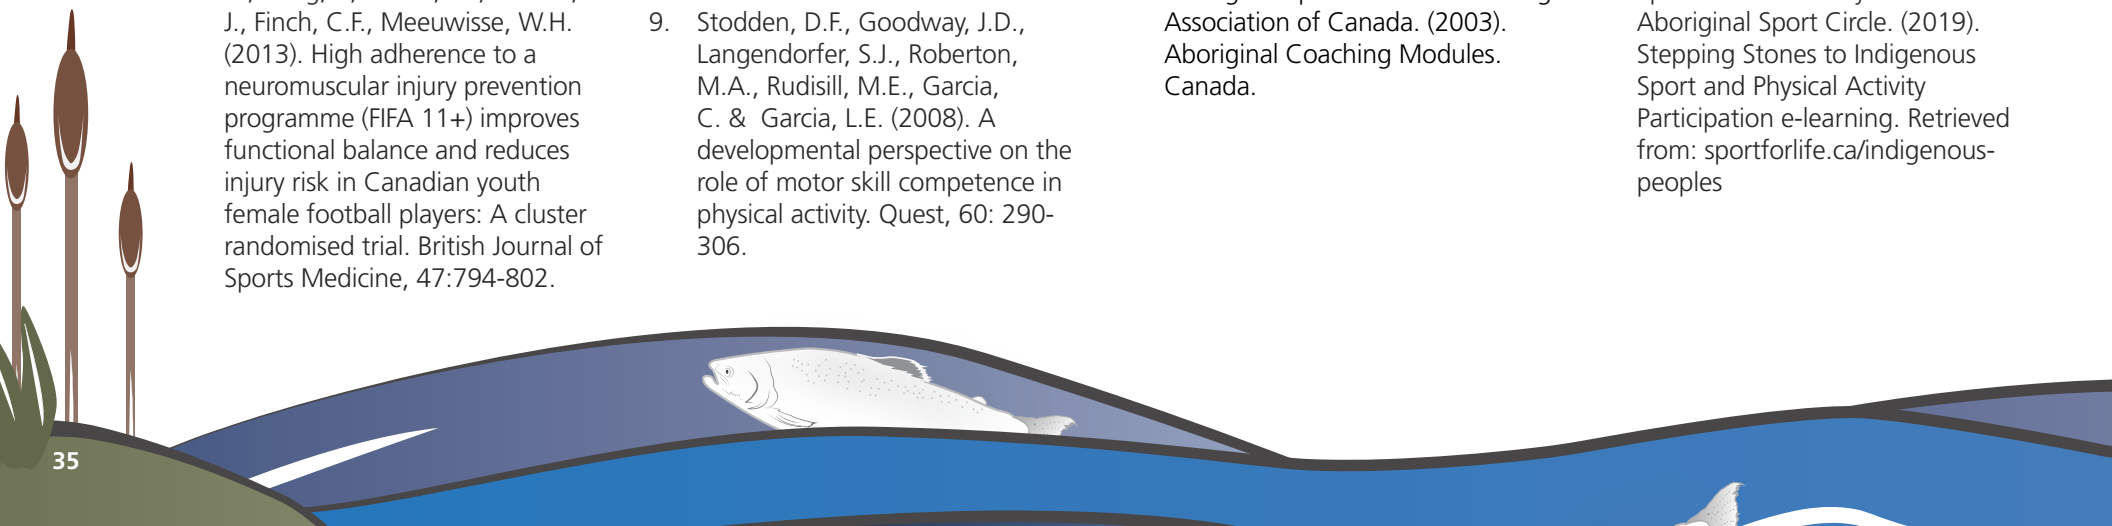 J., Finch, C.F., Meeuwisse, W.H.
(2013). High adherence to a
neuromuscular injury prevention
programme (FIFA 11+) improves
functional balance and reduces
injury risk in Canadian youth
female football players: A cluster
randomised trial. British Journal of
Sports Medicine, 47:794-802.
9. Stodden, D.F., Goodway, J.D.,
Langendorfer, S.J., Roberton,
M.A., Rudisill, M.E., Garcia,
C. & Garcia, L.E. (2008). A
developmental perspective on the
role of motor skill competence in
physical activity. Quest, 60: 290-
306.
Association of Canada. (2003).
Aboriginal Coaching Modules.
Canada.
Aboriginal Sport Circle. (2019).
Stepping Stones to Indigenous
Sport and Physical Activity
Participation e-learning. Retrieved
from: sportforlife.ca/indigenous-
peoples
35